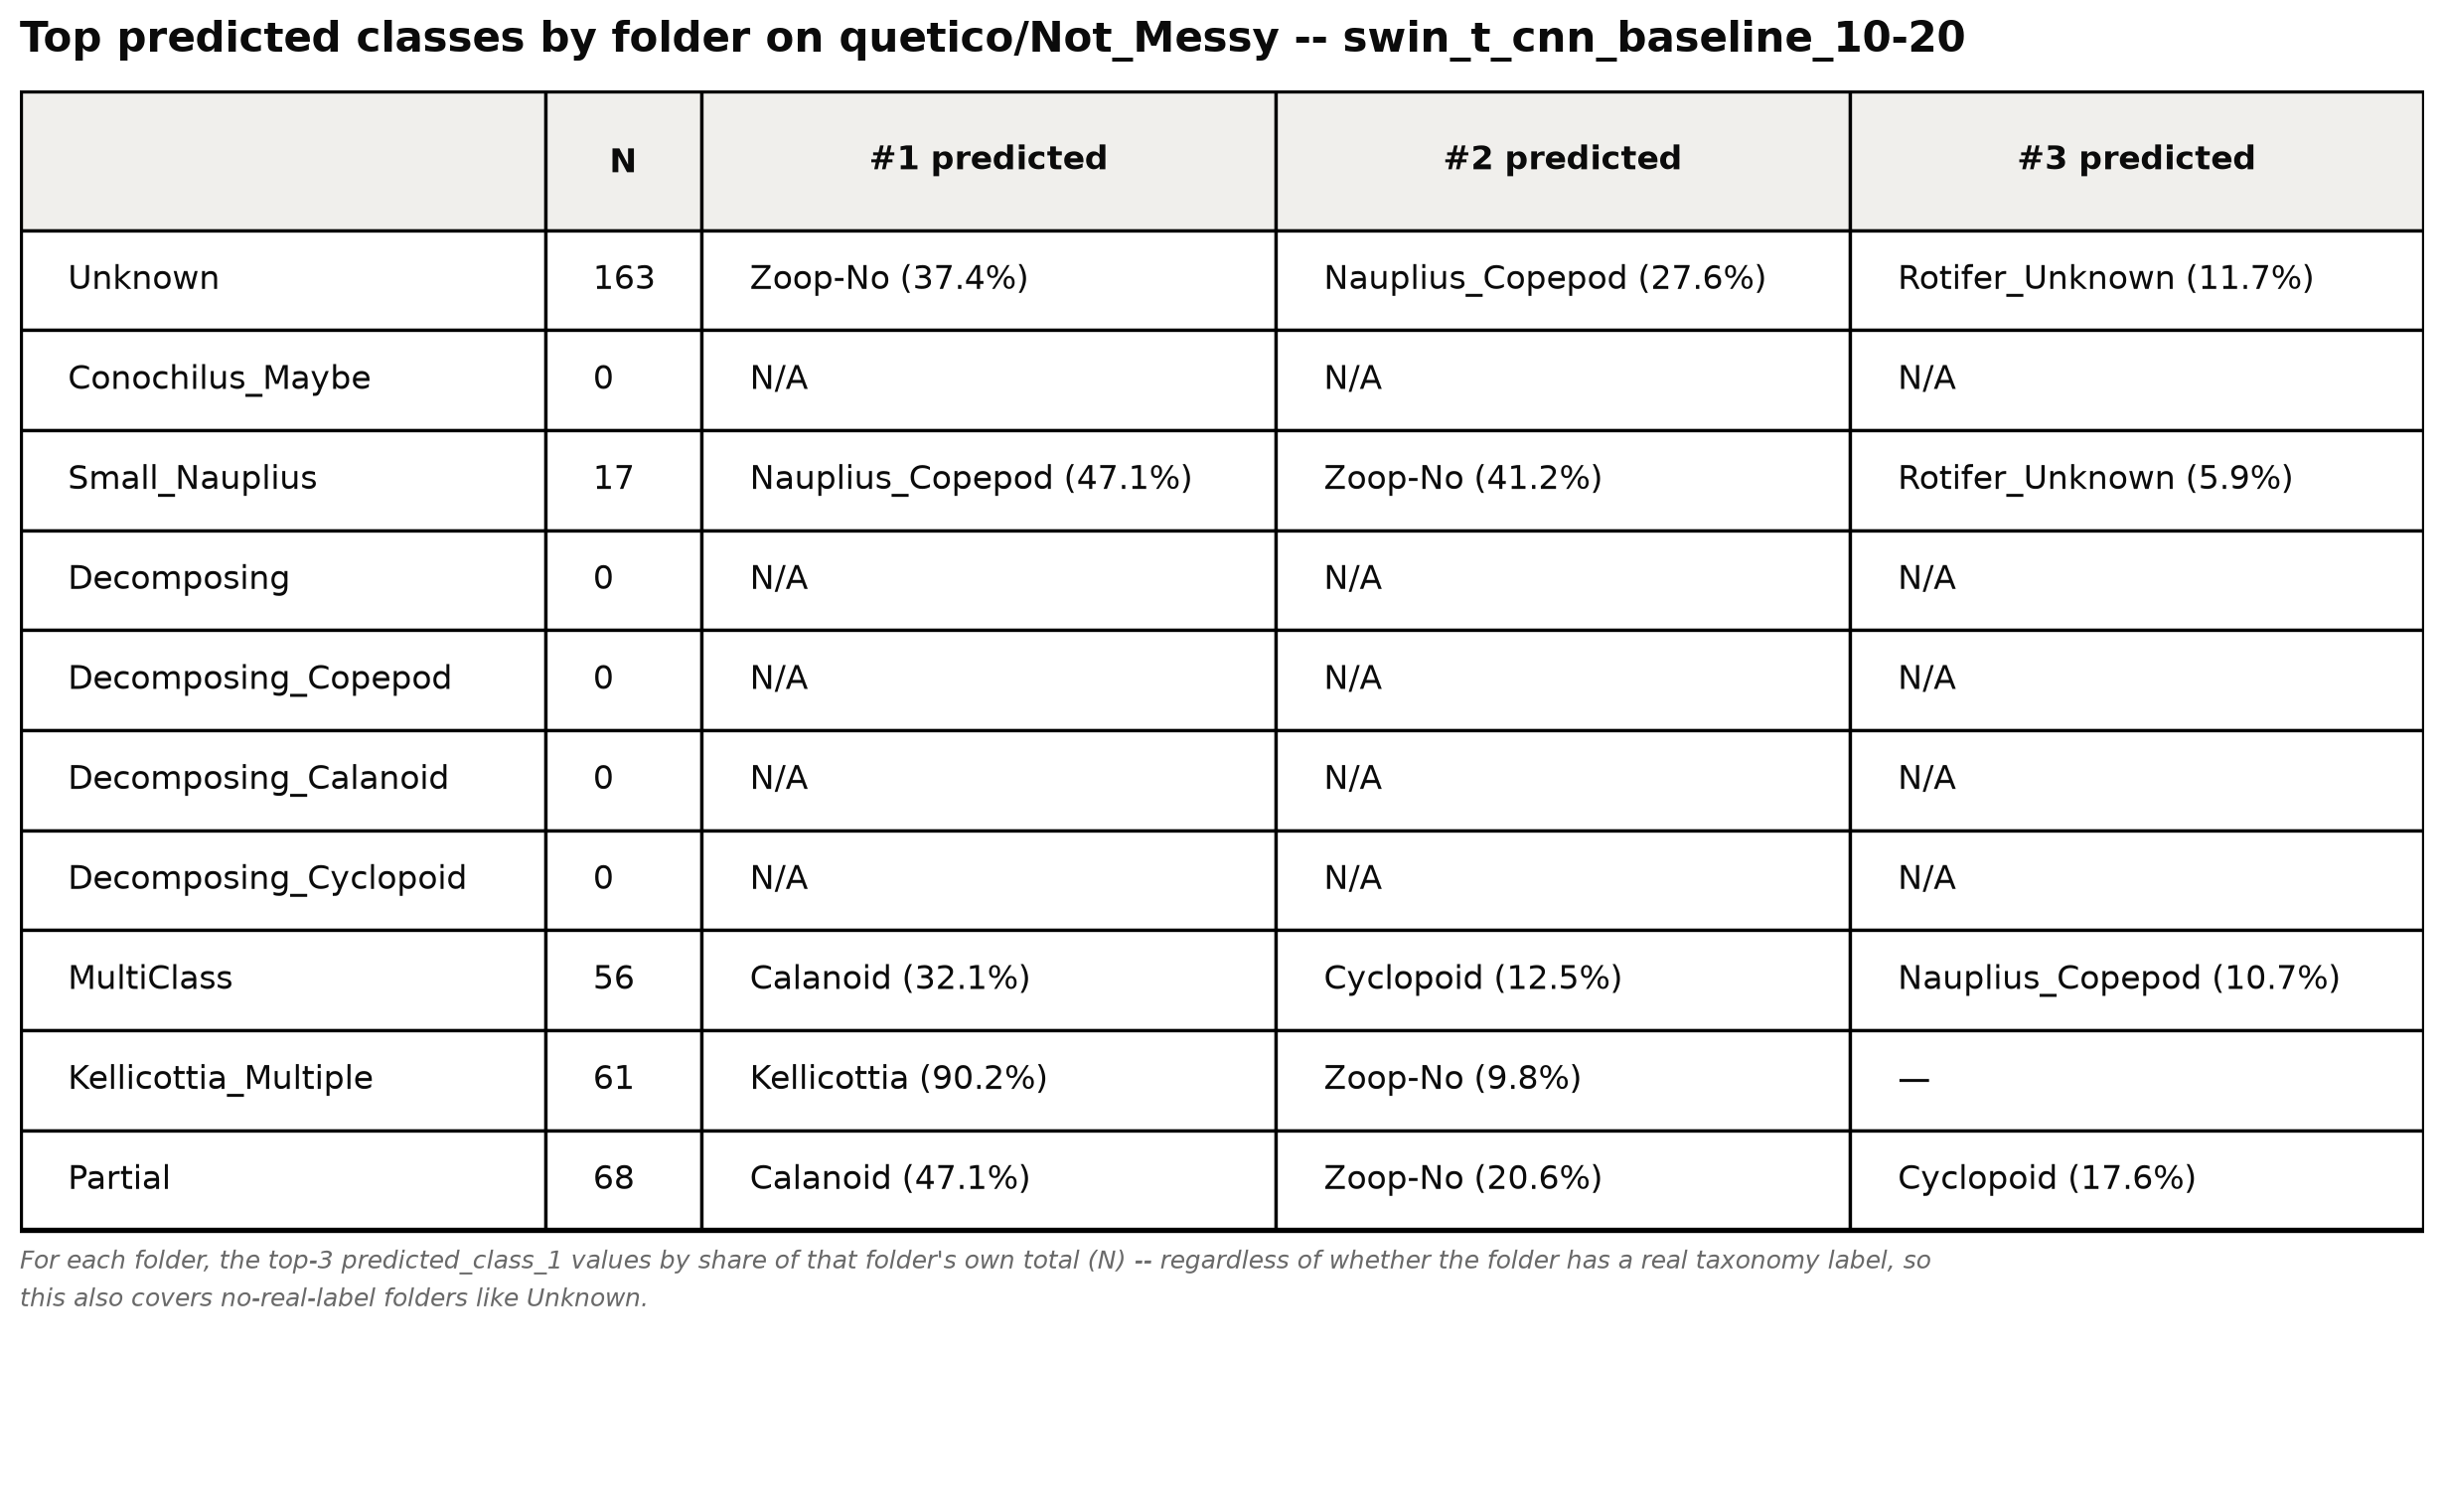 Top predicted classes by folder on quetico/Not_Messy -- swin_t_cnn_baseline_10-20
N #1 predicted #2 predicted #3 predicted
Unknown 163 Zoop-No (37.4%) Nauplius_Copepod (27.6%) Rotifer_Unknown (11.7%)
Conochilus_Maybe 0 N/A N/A N/A
Small_Nauplius 17 Nauplius_Copepod (47.1%) Zoop-No (41.2%) Rotifer_Unknown (5.9%)
Decomposing 0 N/A N/A N/A
Decomposing_Copepod 0 N/A N/A N/A
Decomposing_Calanoid 0 N/A N/A N/A
Decomposing_Cyclopoid 0 N/A N/A N/A
MultiClass 56 Calanoid (32.1%) Cyclopoid (12.5%) Nauplius_Copepod (10.7%)
Kellicottia_Multiple 61 Kellicottia (90.2%) Zoop-No (9.8%) —
Partial 68 Calanoid (47.1%) Zoop-No (20.6%) Cyclopoid (17.6%)
For each folder, the top-3 predicted_class_1 values by share of that folder's own total (N) -- regardless of whether the folder has a real taxonomy label, so
this also covers no-real-label folders like Unknown.